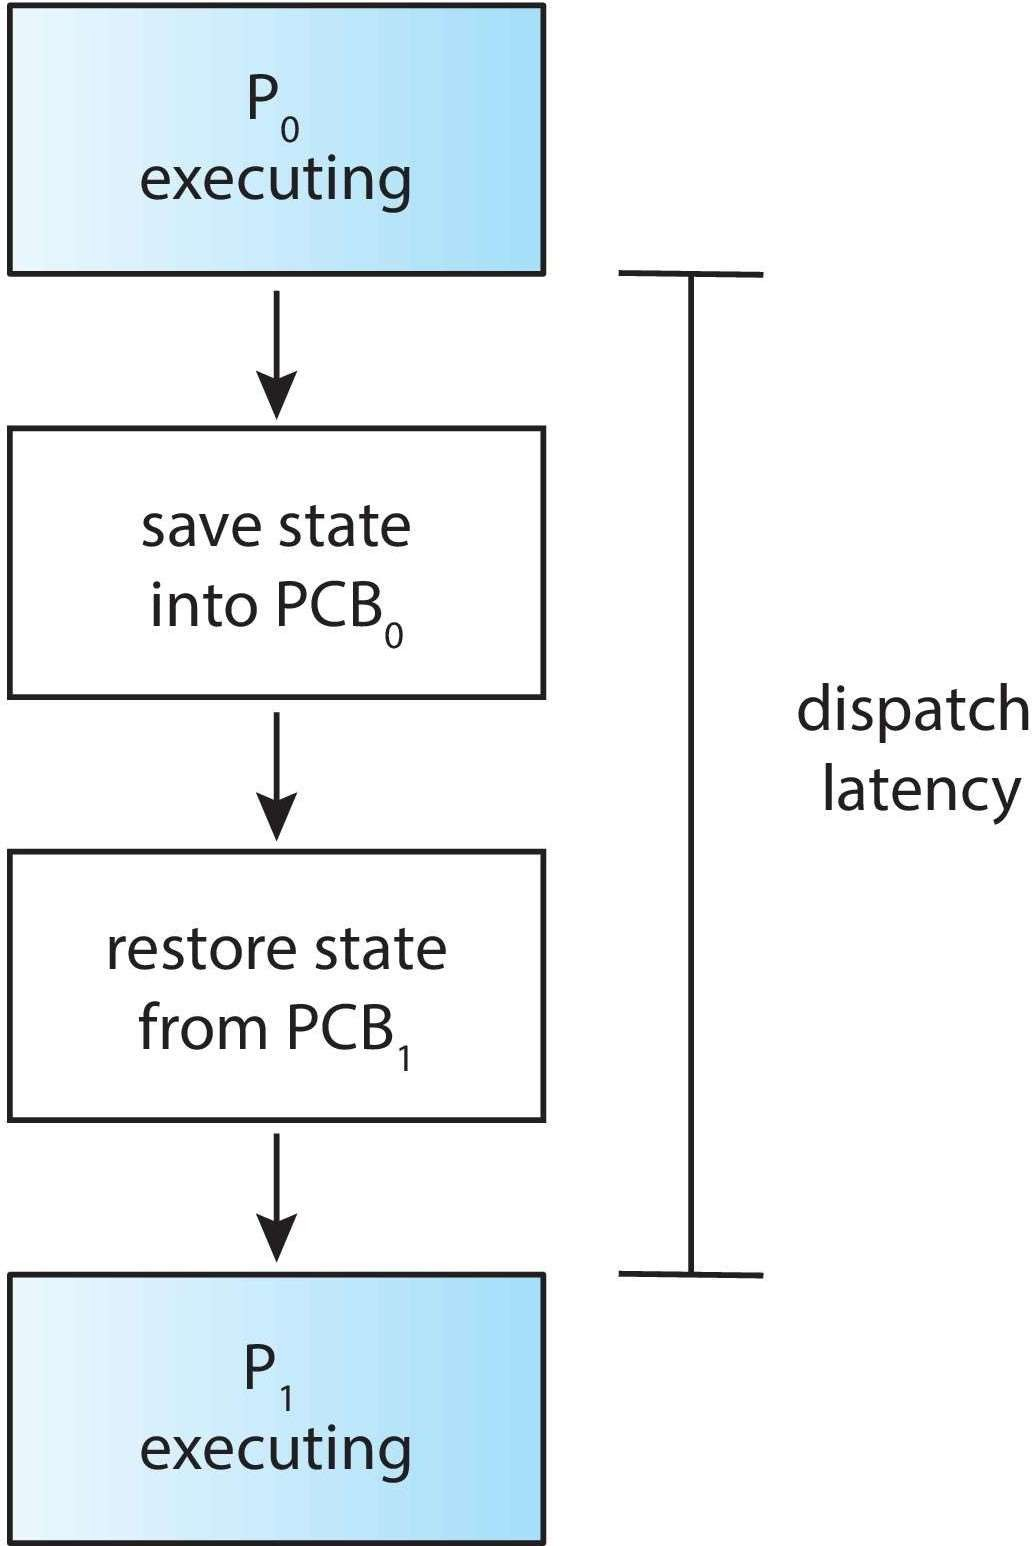 P₀
executing
save state
into PCB₀
restore state
from PCB₁
P₁
executing
dispatch
latency